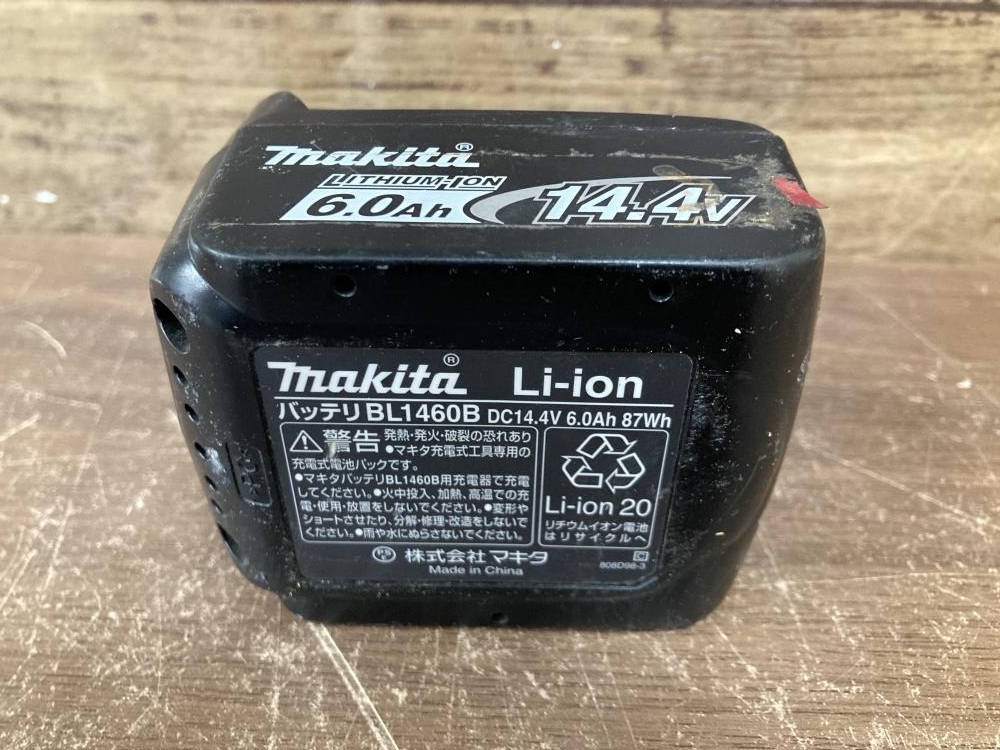 makita®
LITHIUM-ION
6.0Ah 14.4V
makita® Li-ion
バッテリ BL1460B DC14.4V 6.0Ah 87Wh
警告 発熱・発火・破裂の恐れあり
●マキタ充電式工具専用の
充電式電池パックです。
●マキタバッテリBL1460B用充電器で充電
してください。●火中投入、加熱、高温での充
電・使用・放置をしないでください。●変形や
ショートさせたり、分解・修理・改造をしないで
ください。●雨や水にぬらさないでください。
Li-ion 20
リチウムイオン電池
はリサイクルへ
株式会社マキタ
Made in China
808D98-3